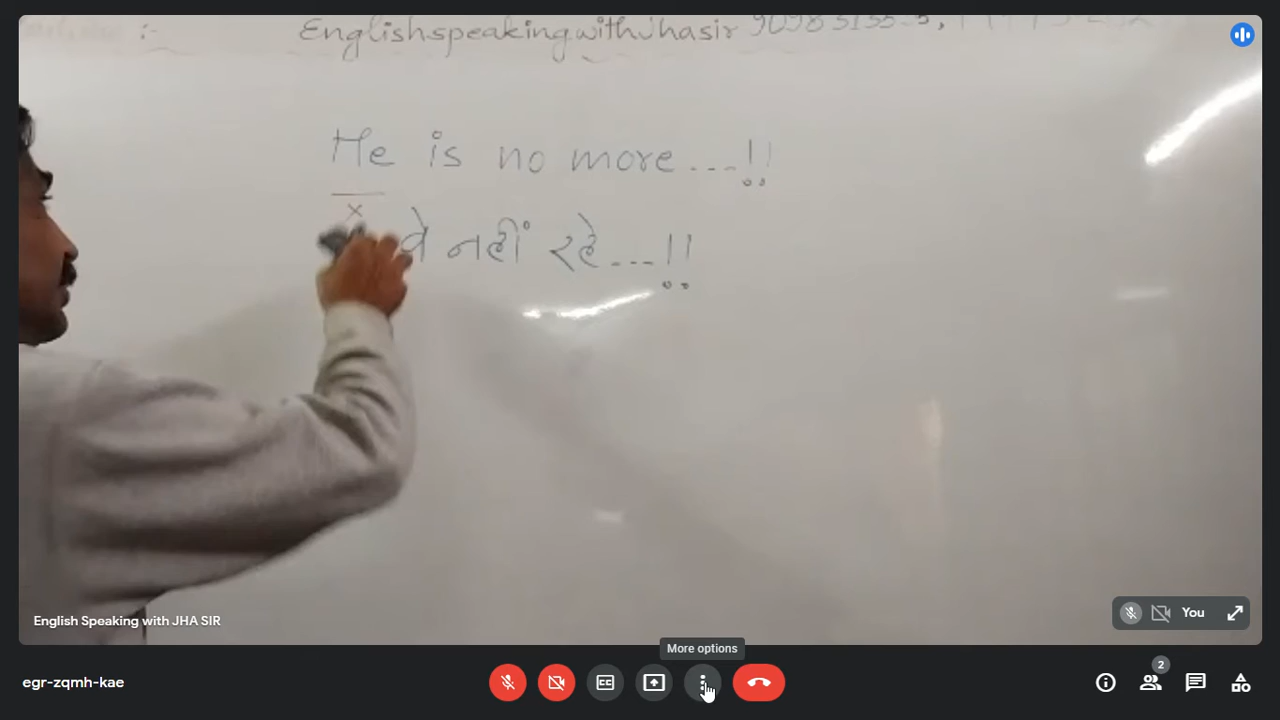 EnglishspeakingwithJhasir
He is no more...!!
x
वे नहीं रहे...!!
English Speaking with JHA SIR
You
More options
egr-zqmh-kae
CC
2